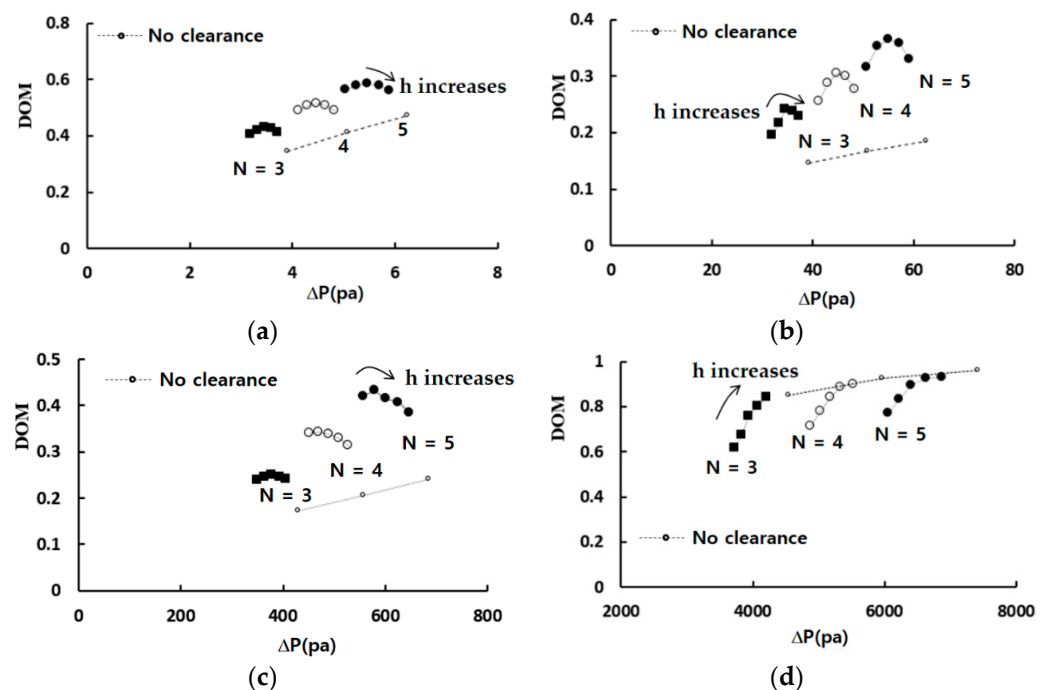 0.8
0.6
0.4
0.2
0
DOM
No clearance
h increases
N = 3
4
5
0
2
4
6
8
ΔP(pa)
(a)
0.4
0.3
0.2
0.1
0
DOM
No clearance
h increases
N = 5
N = 4
N = 3
0
20
40
60
80
ΔP(pa)
(b)
0.5
0.4
0.3
0.2
0.1
0
DOM
No clearance
h increases
N = 5
N = 4
N = 3
0
200
400
600
800
ΔP(pa)
(c)
1
0.8
0.6
0.4
0.2
0
DOM
h increases
N = 3
N = 4
N = 5
No clearance
2000
4000
6000
8000
ΔP(pa)
(d)